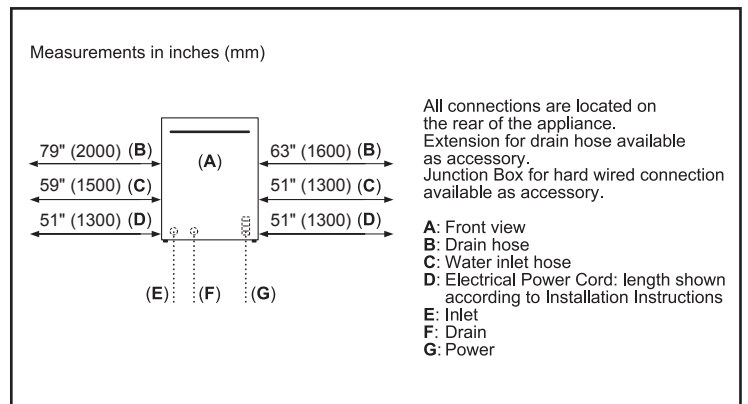 Measurements in inches (mm)
79" (2000) (B)
63" (1600) (B)
(A)
59" (1500) (C)
51" (1300) (C)
51" (1300) (D)
51" (1300) (D)
(E)
(F)
(G)
All connections are located on
the rear of the appliance.
Extension for drain hose available
as accessory.
Junction Box for hard wired connection
available as accessory.
A: Front view
B: Drain hose
C: Water inlet hose
D: Electrical Power Cord: length shown
according to Installation Instructions
E: Inlet
F: Drain
G: Power